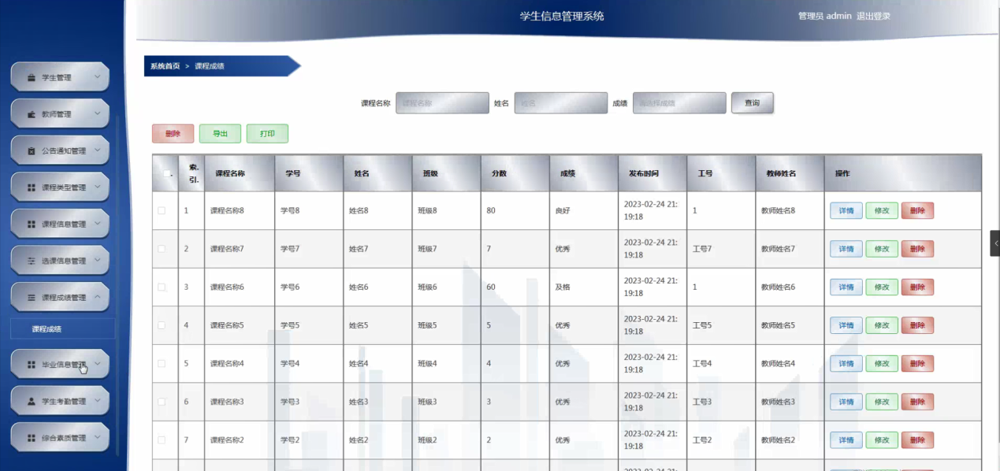 学生信息管理系统
管理员 admin 退出登录
学生管理
教师管理
公告通知管理
课程类型管理
课程信息管理
选课信息管理
课程成绩管理
课程成绩
毕业信息管理
学生考勤管理
综合素质管理
系统首页 > 课程成绩
课程名称 课程名称 姓名 姓名 成绩 请选择成绩 查询
删除 导出 打印
索引 课程名称 学号 姓名 班级 分数 成绩 发布时间 工号 教师姓名 操作
1 课程名称8 学号8 姓名8 班级8 80 良好 2023-02-24 21:19:18 1 教师姓名8 详情 修改 删除
2 课程名称7 学号7 姓名7 班级7 7 优秀 2023-02-24 21:19:18 工号7 教师姓名7 详情 修改 删除
3 课程名称6 学号6 姓名6 班级6 60 及格 2023-02-24 21:19:18 1 教师姓名6 详情 修改 删除
4 课程名称5 学号5 姓名5 班级5 5 优秀 2023-02-24 21:19:18 工号5 教师姓名5 详情 修改 删除
5 课程名称4 学号4 姓名4 班级4 4 优秀 2023-02-24 21:19:18 工号4 教师姓名4 详情 修改 删除
6 课程名称3 学号3 姓名3 班级3 3 优秀 2023-02-24 21:19:18 工号3 教师姓名3 详情 修改 删除
7 课程名称2 学号2 姓名2 班级2 2 优秀 2023-02-24 21:19:18 工号2 教师姓名2 详情 修改 删除